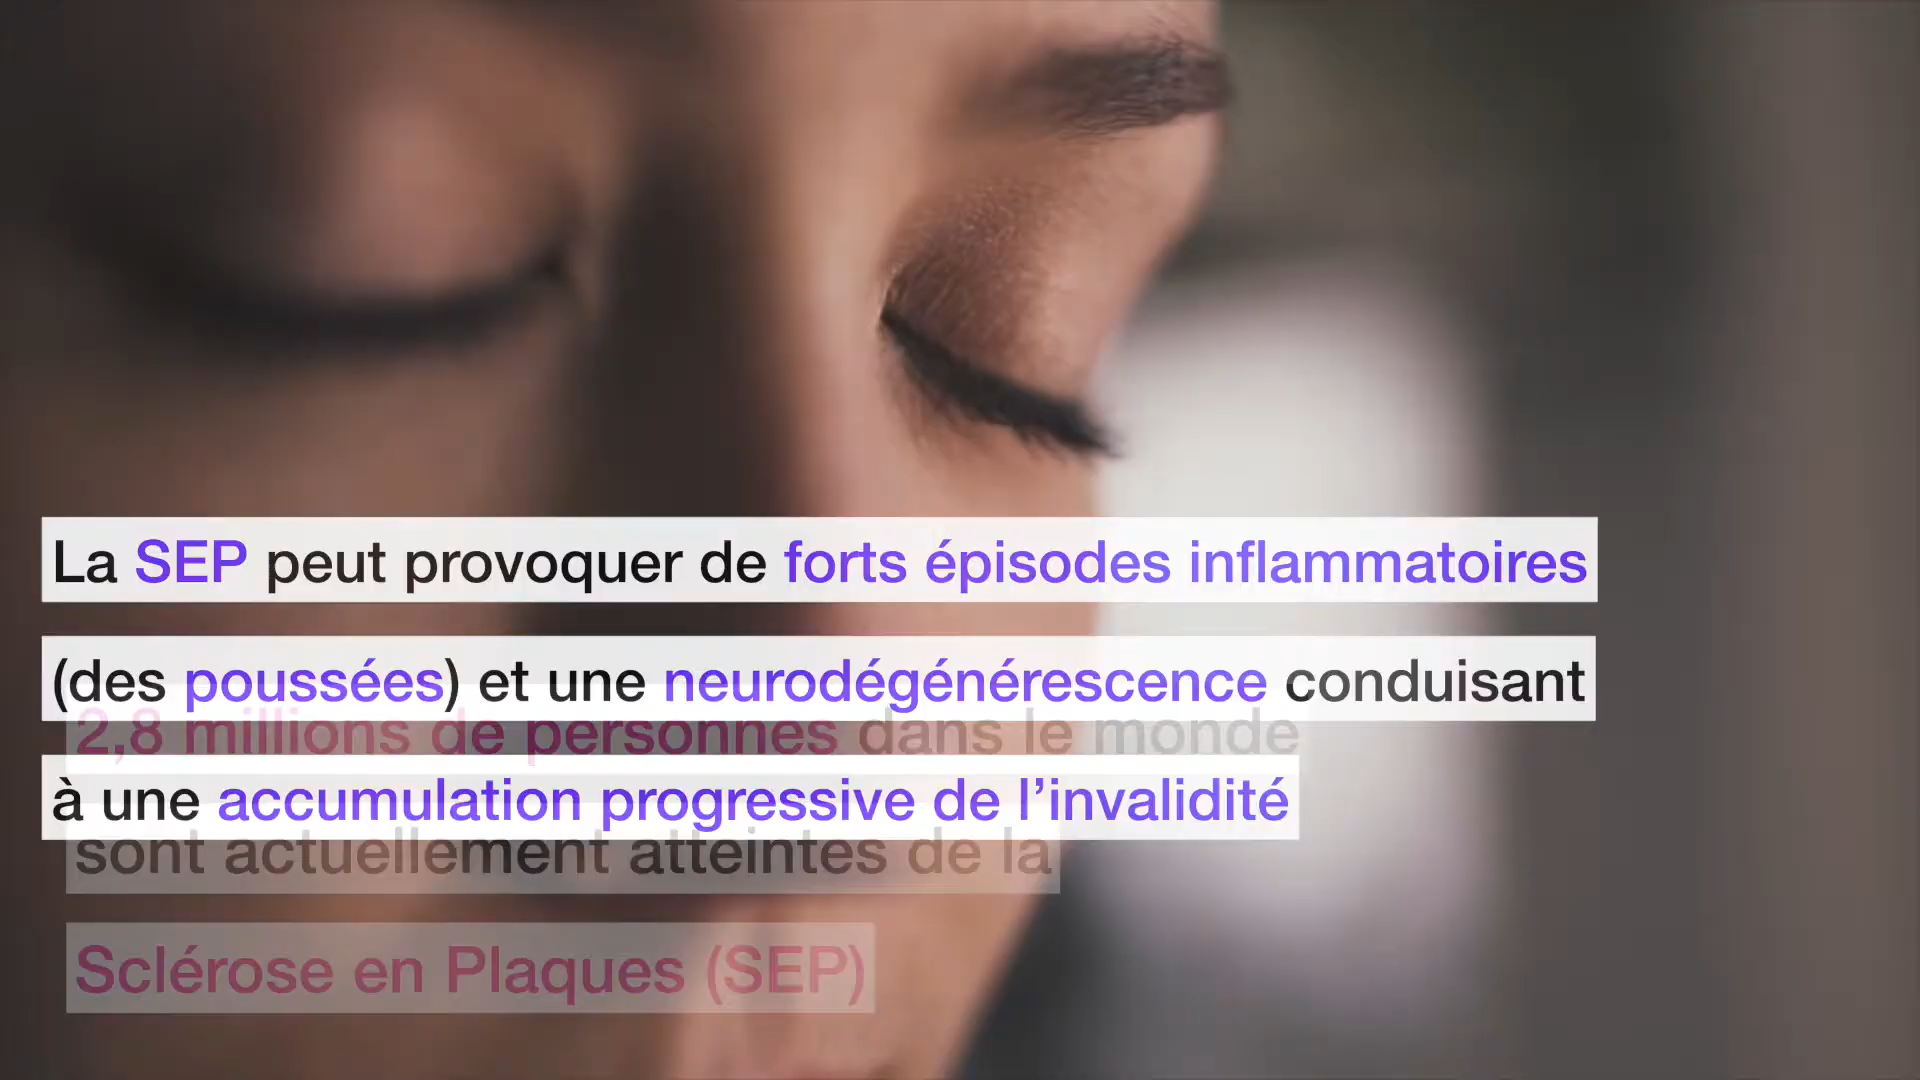 La SEP peut provoquer de forts épisodes inflammatoires
(des poussées) et une neurodégénérescence conduisant
à une accumulation progressive de l’invalidité
2,8 millions de personnes dans le monde
sont actuellement atteintes de la
Sclérose en Plaques (SEP)